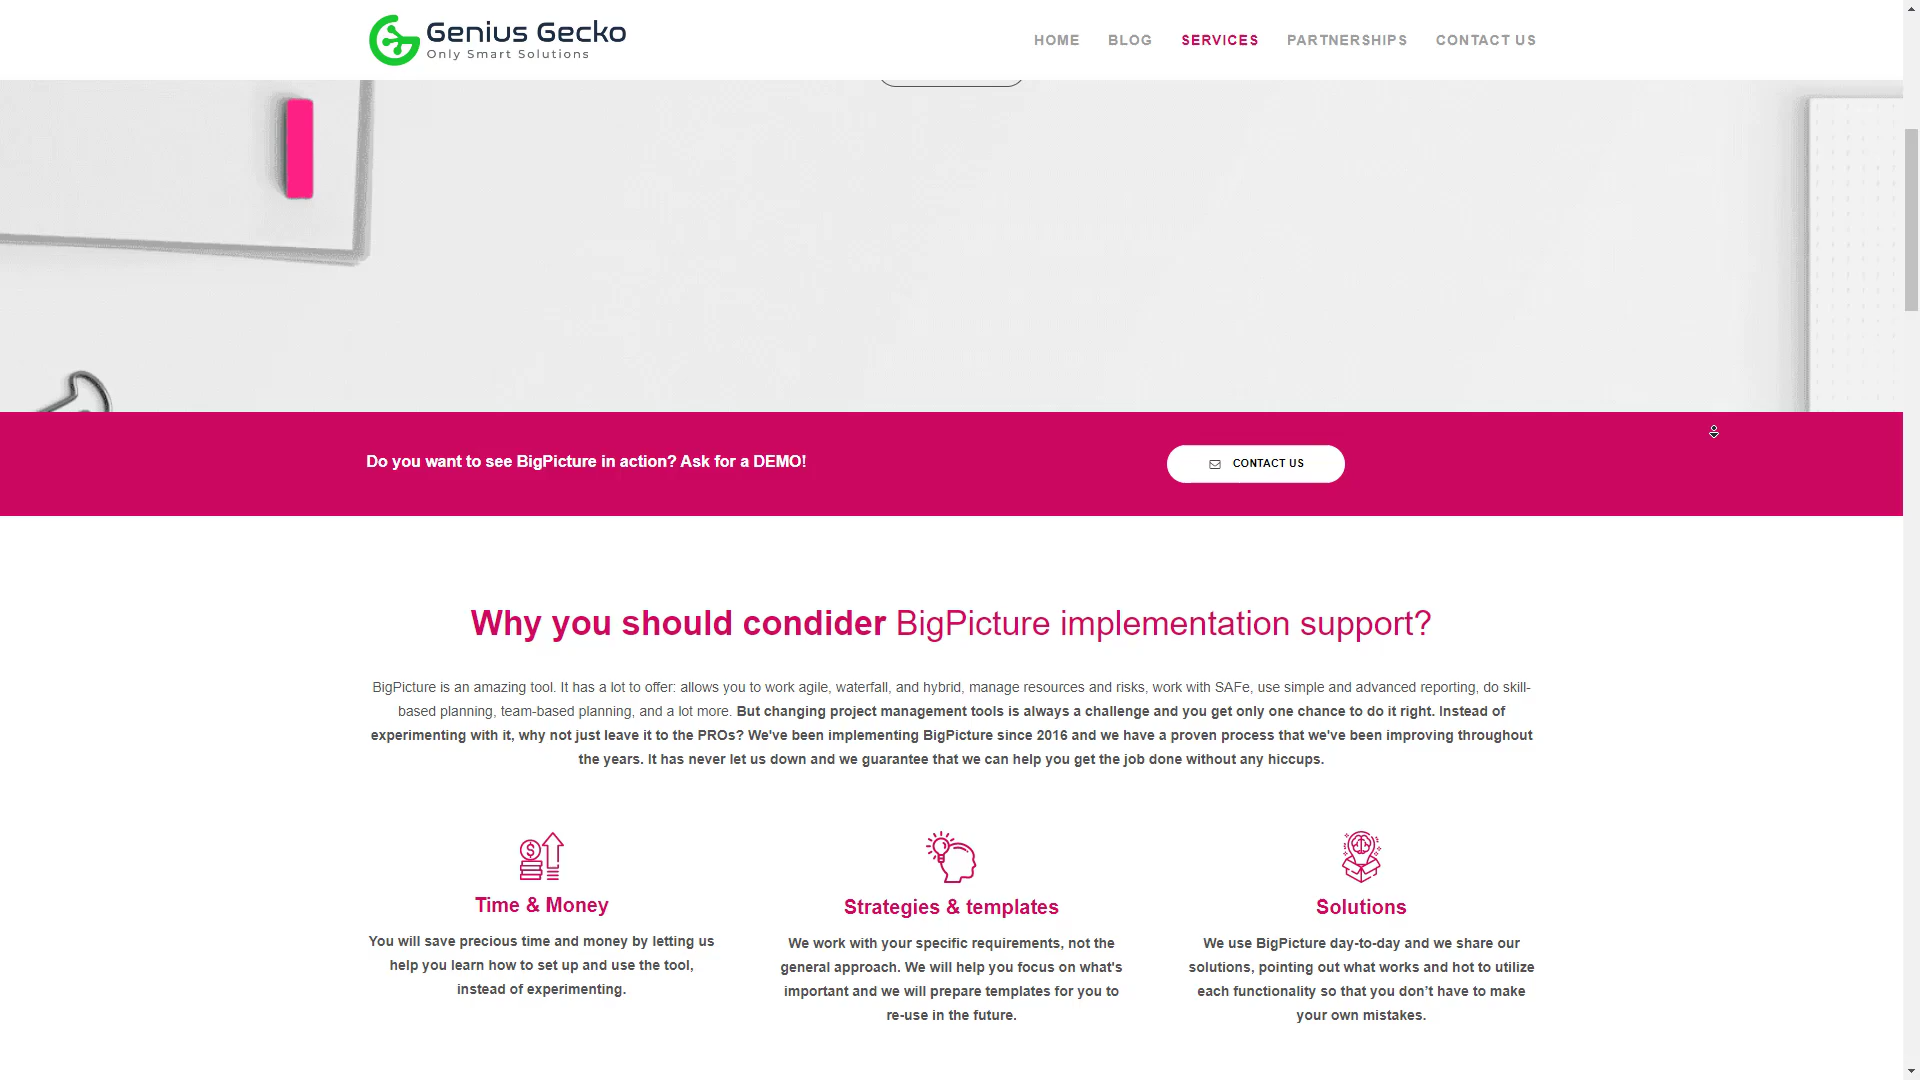 Genius Gecko
Only Smart Solutions
HOME BLOG SERVICES PARTNERSHIPS CONTACT US
Do you want to see BigPicture in action? Ask for a DEMO!
CONTACT US
Why you should condider BigPicture implementation support?
BigPicture is an amazing tool. It has a lot to offer: allows you to work agile, waterfall, and hybrid, manage resources and risks, work with SAFe, use simple and advanced reporting, do skill-
based planning, team-based planning, and a lot more. But changing project management tools is always a challenge and you get only one chance to do it right. Instead of
experimenting with it, why not just leave it to the PROs? We've been implementing BigPicture since 2016 and we have a proven process that we've been improving throughout
the years. It has never let us down and we guarantee that we can help you get the job done without any hiccups.
Time & Money
You will save precious time and money by letting us
help you learn how to set up and use the tool,
instead of experimenting.
Strategies & templates
We work with your specific requirements, not the
general approach. We will help you focus on what's
important and we will prepare templates for you to
re-use in the future.
Solutions
We use BigPicture day-to-day and we share our
solutions, pointing out what works and hot to utilize
each functionality so that you don’t have to make
your own mistakes.